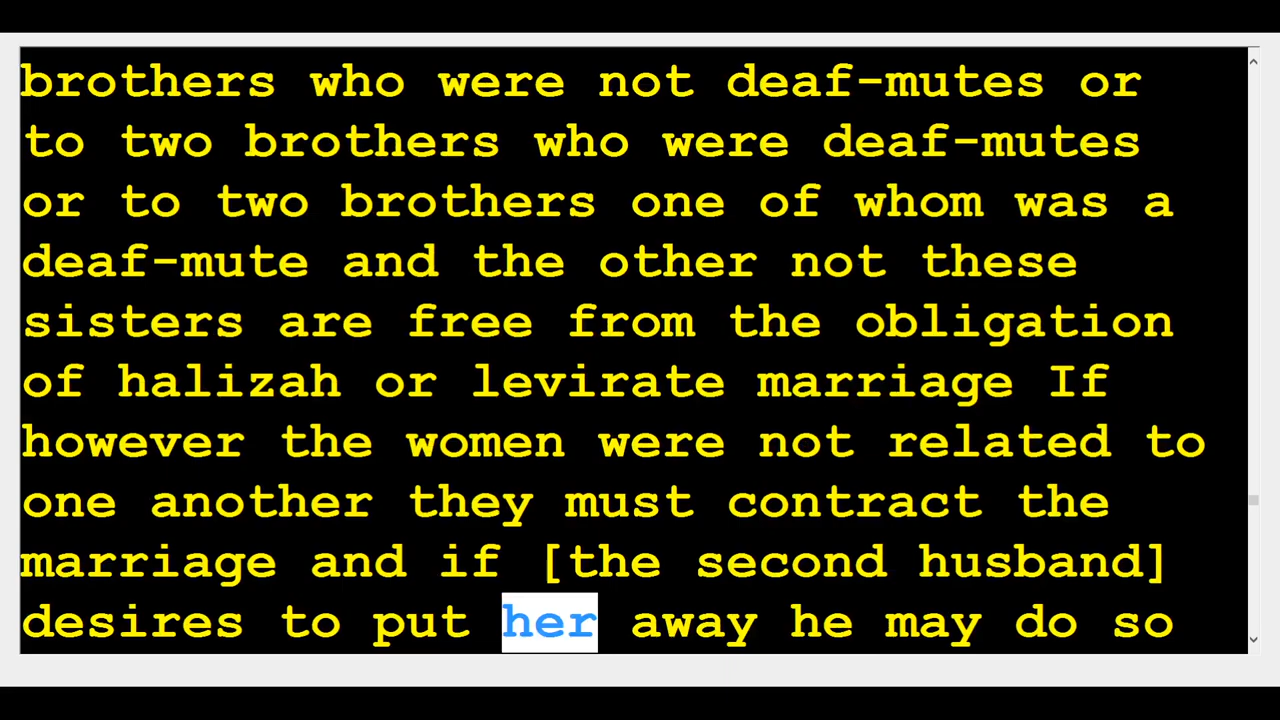 brothers who were not deaf-mutes or
to two brothers who were deaf-mutes
or to two brothers one of whom was a
deaf-mute and the other not these
sisters are free from the obligation
of halizah or levirate marriage If
however the women were not related to
one another they must contract the
marriage and if [the second husband]
desires to put her away he may do so